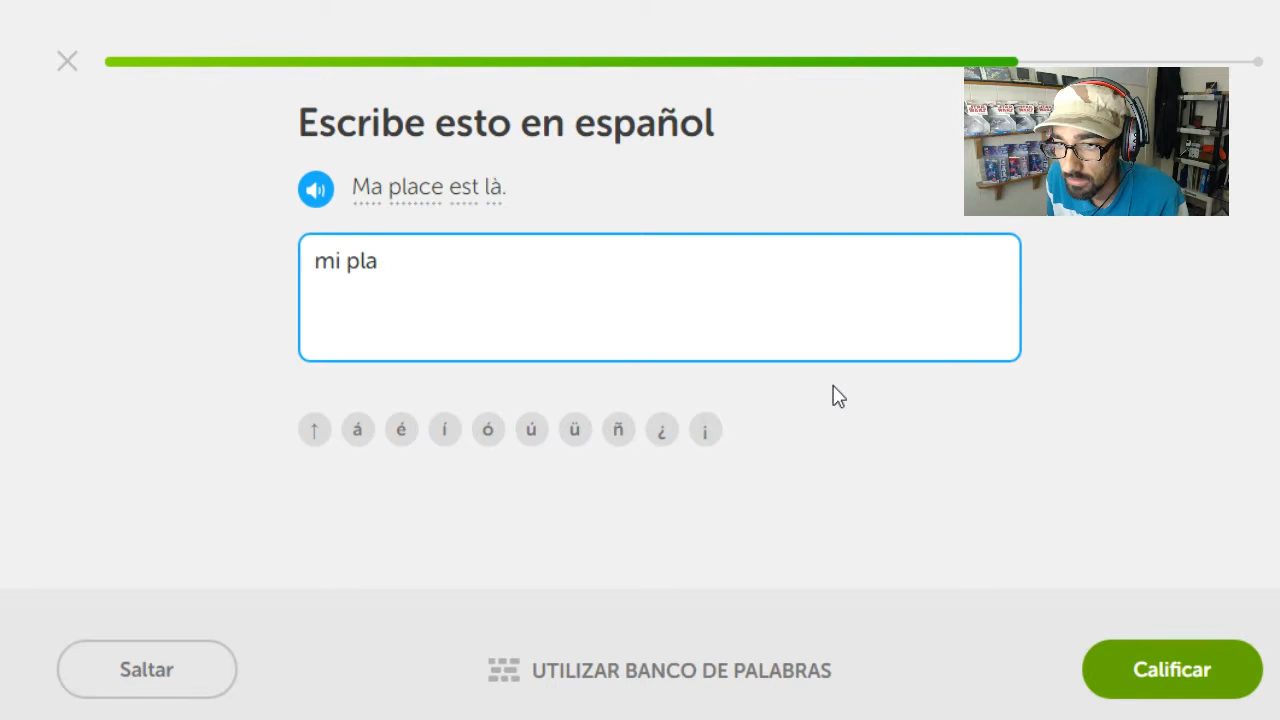 Escribe esto en español
Ma place est là.
mi pla
↑ á é í ó ú ü ñ ¿ ¡
Saltar
UTILIZAR BANCO DE PALABRAS
Calificar